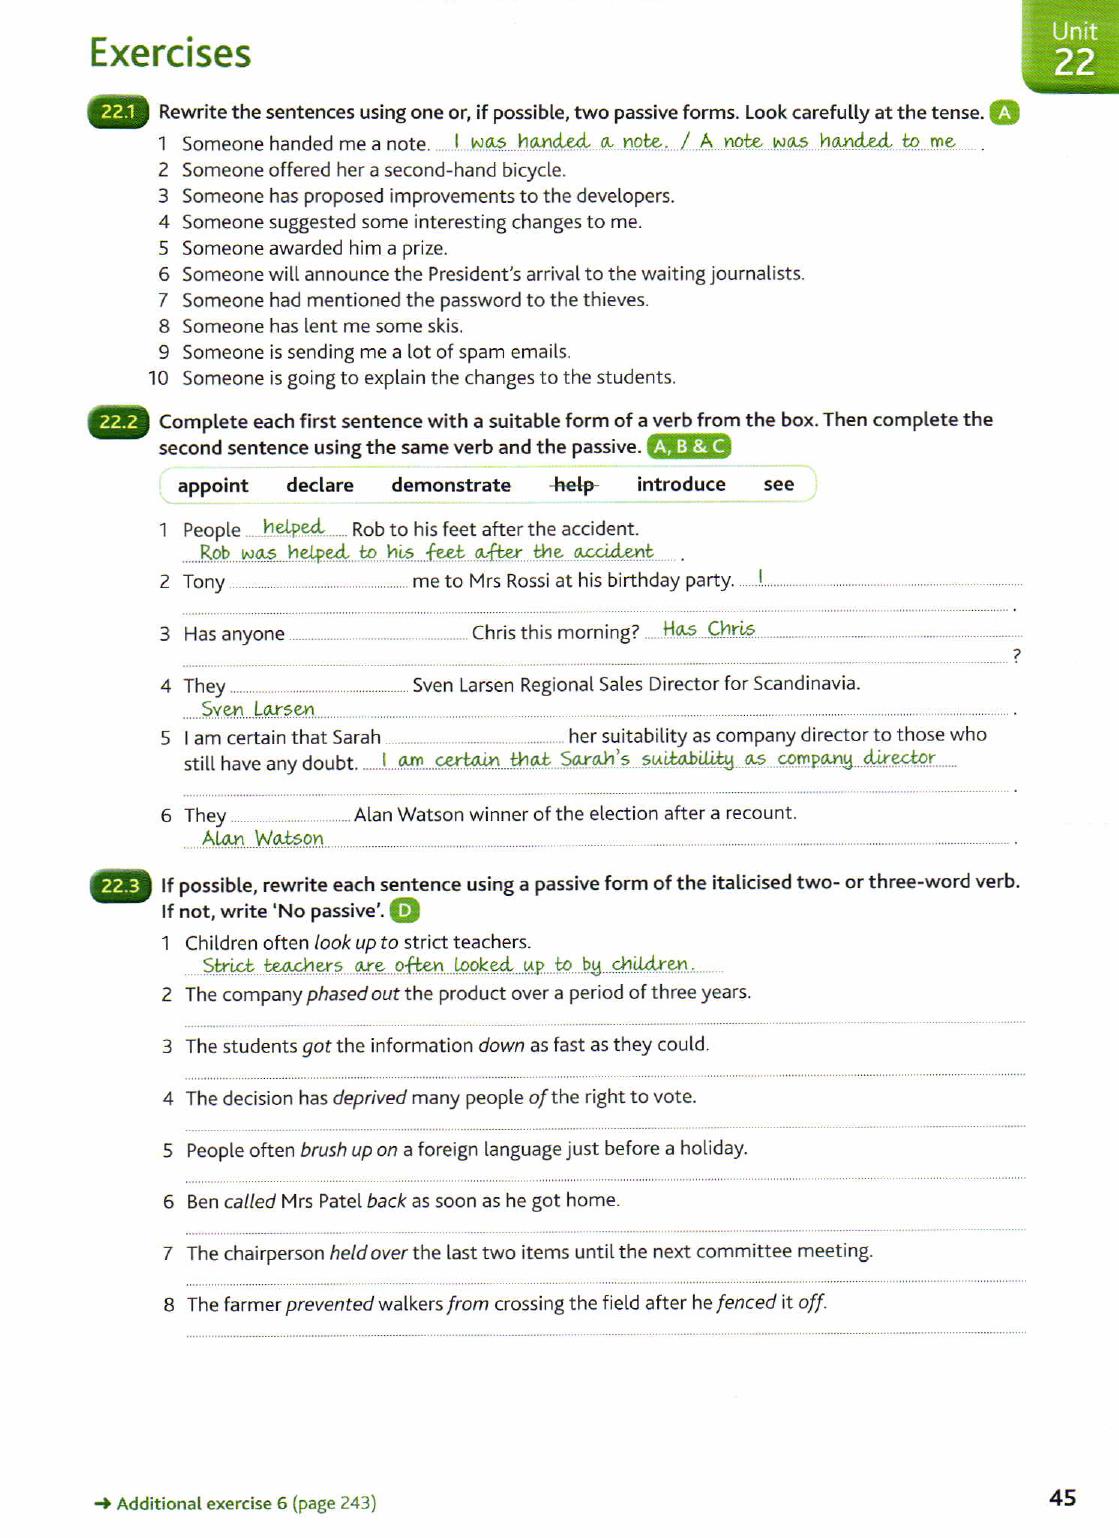 Unit
22
Exercises
22.1 Rewrite the sentences using one or, if possible, two passive forms. Look carefully at the tense. A
1 Someone handed me a note. I was handed a note. / A note was handed to me .
2 Someone offered her a second-hand bicycle.
3 Someone has proposed improvements to the developers.
4 Someone suggested some interesting changes to me.
5 Someone awarded him a prize.
6 Someone will announce the President's arrival to the waiting journalists.
7 Someone had mentioned the password to the thieves.
8 Someone has lent me some skis.
9 Someone is sending me a lot of spam emails.
10 Someone is going to explain the changes to the students.
22.2 Complete each first sentence with a suitable form of a verb from the box. Then complete the
second sentence using the same verb and the passive. A, B & C
appoint declare demonstrate help introduce see
1 People helped Rob to his feet after the accident.
Rob was helped to his feet after the accident .
2 Tony me to Mrs Rossi at his birthday party. I
.
3 Has anyone Chris this morning? Has Chris
?
4 They Sven Larsen Regional Sales Director for Scandinavia.
Sven Larsen .
5 I am certain that Sarah her suitability as company director to those who
still have any doubt. I am certain that Sarah's suitability as company director
.
6 They Alan Watson winner of the election after a recount.
Alan Watson .
22.3 If possible, rewrite each sentence using a passive form of the italicised two- or three-word verb.
If not, write 'No passive'. D
1 Children often look up to strict teachers.
Strict teachers are often looked up to by children.
2 The company phased out the product over a period of three years.
3 The students got the information down as fast as they could.
4 The decision has deprived many people of the right to vote.
5 People often brush up on a foreign language just before a holiday.
6 Ben called Mrs Patel back as soon as he got home.
7 The chairperson held over the last two items until the next committee meeting.
8 The farmer prevented walkers from crossing the field after he fenced it off.
➜ Additional exercise 6 (page 243)
45